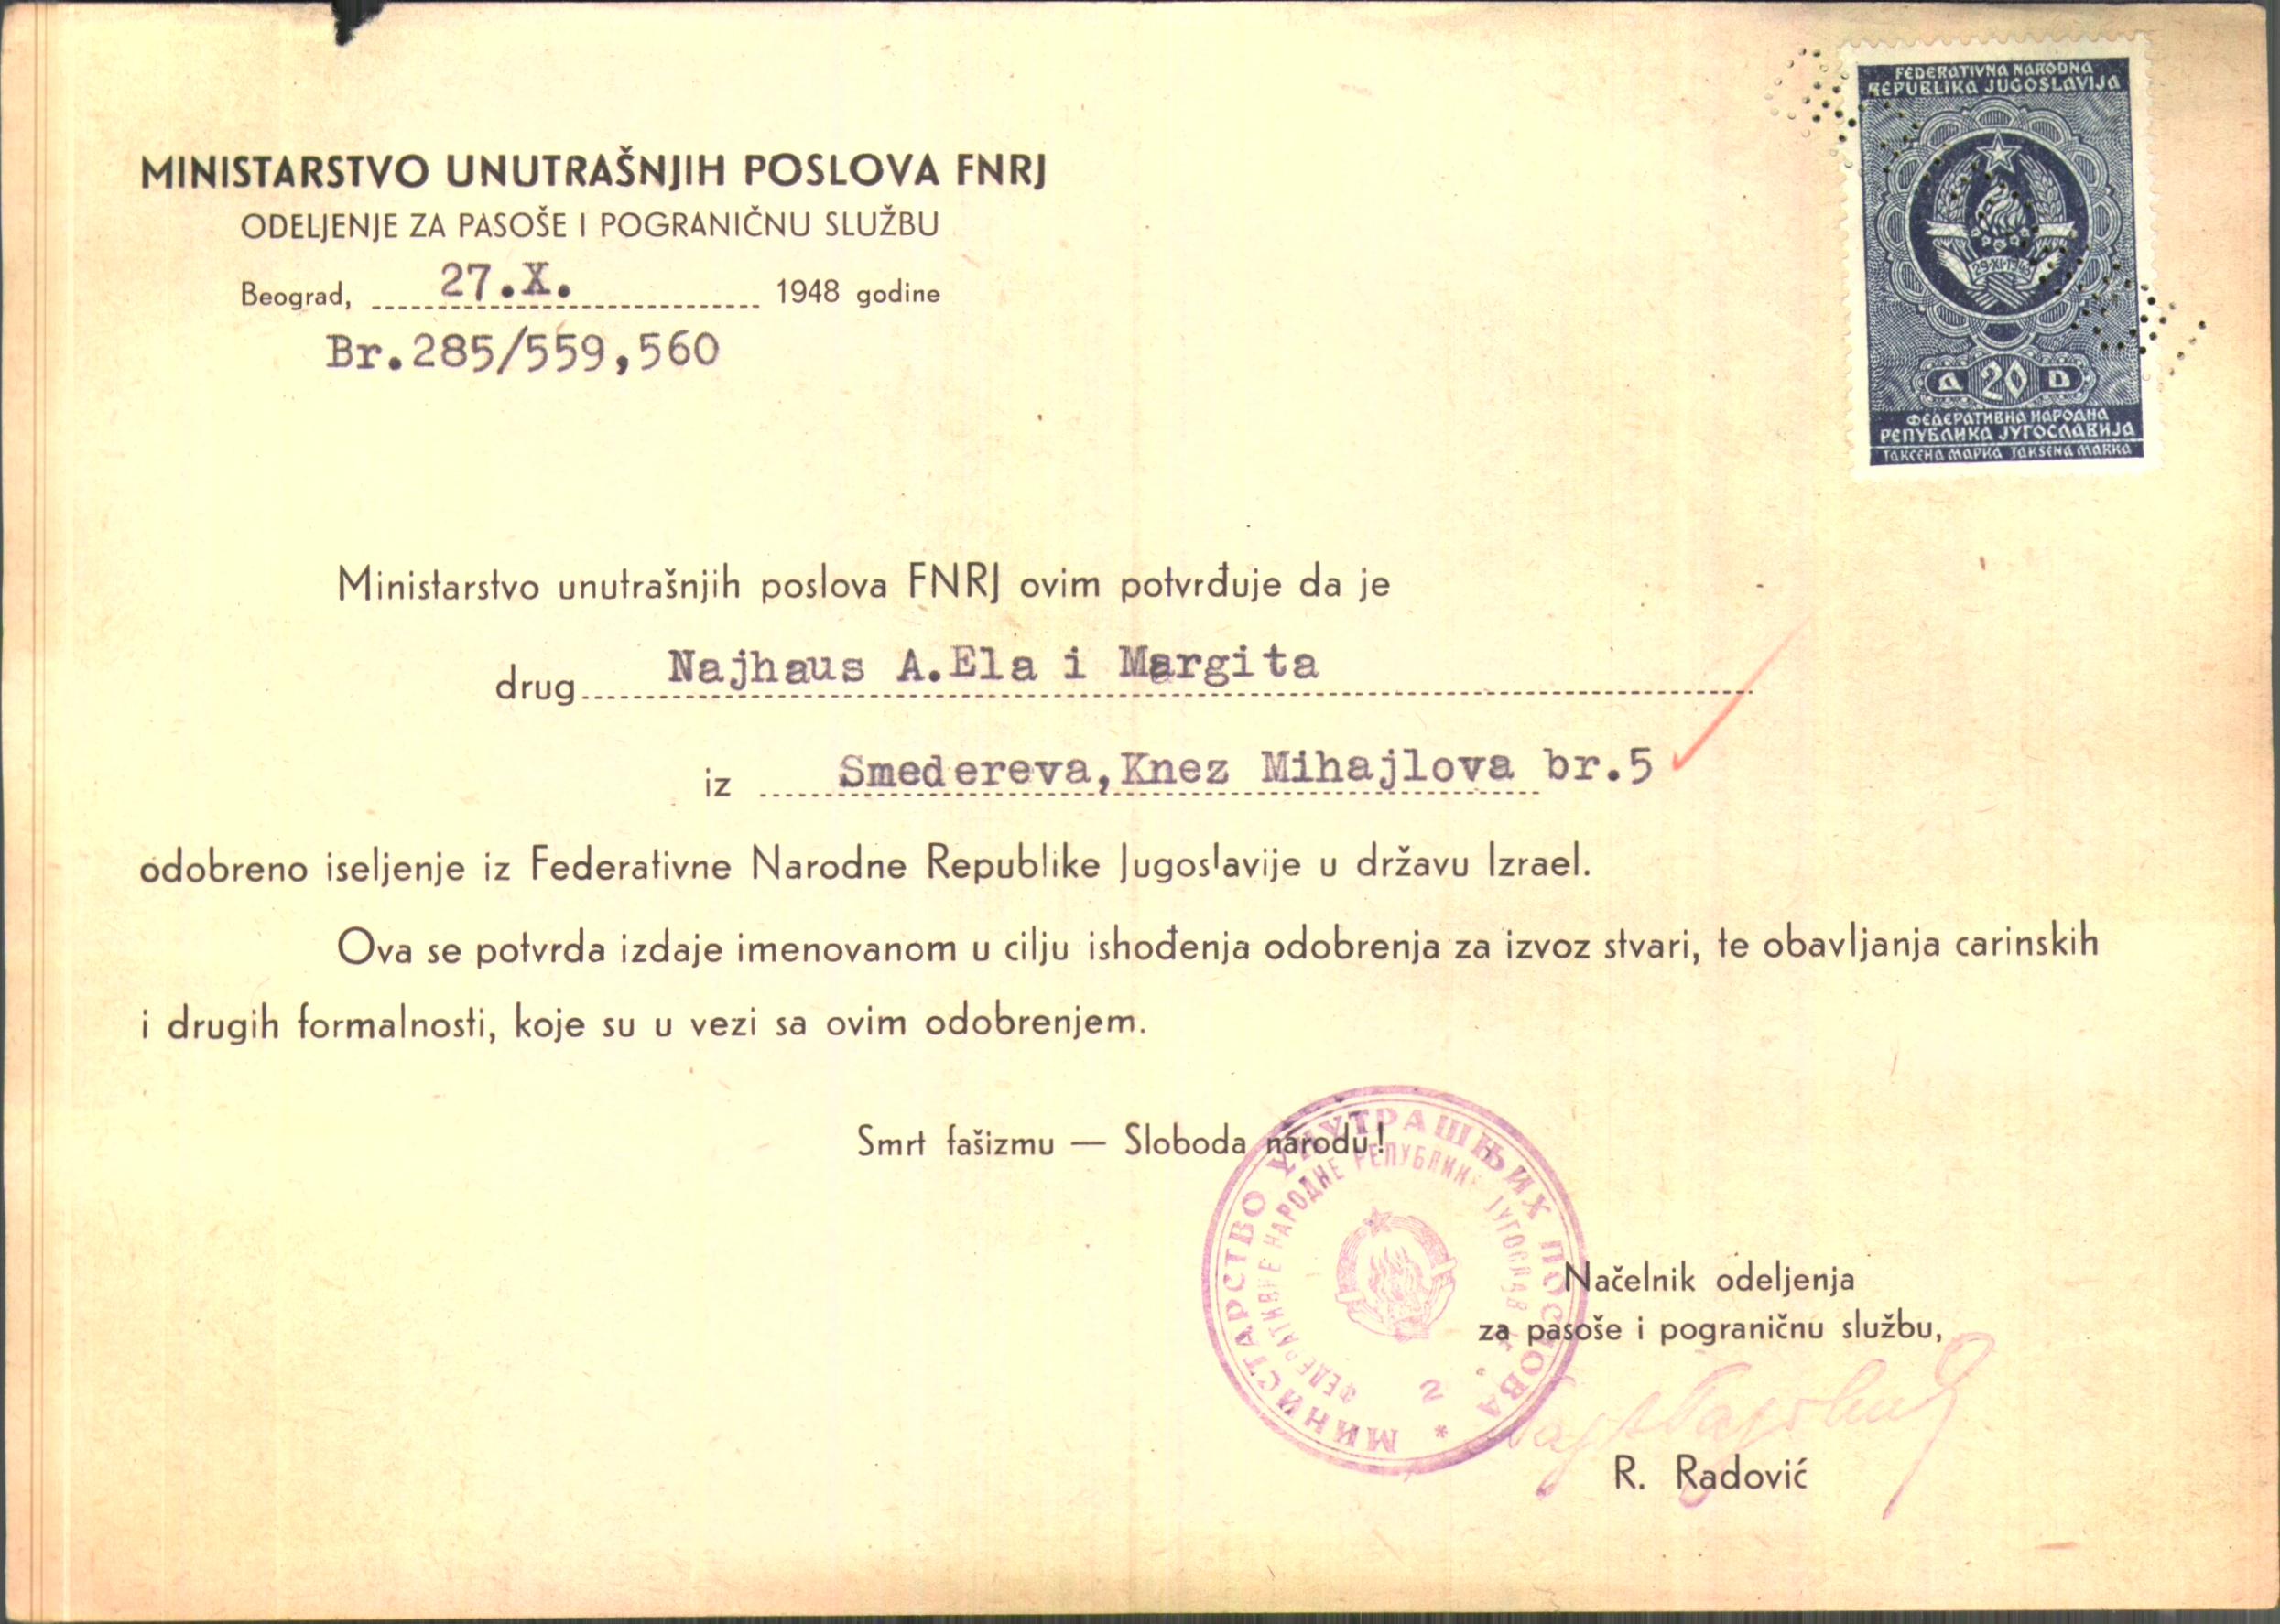 MINISTARSTVO UNUTRAŠNJIH POSLOVA FNRJ
ODELJENJE ZA PASOŠE I POGRANIČNU SLUŽBU
Beograd, 27.X. 1948 godine
Br.285/559,560
FEDERATIVNA NARODNA
REPUBLIKA JUGOSLAVIJA
29·XI·1943
Д 20 D
ФЕДЕРАТИВНА НАРОДНА
РЕПУБЛИКА ЈУГОСЛАВИЈА
ТАКСЕНА МАРКА TAKSENA MARKA
Ministarstvo unutrašnjih poslova FNRJ ovim potvrđuje da je
drug Najhaus A.Ela i Margita
iz Smedereva,Knez Mihajlova br.5
odobreno iseljenje iz Federativne Narodne Republike Jugoslavije u državu Izrael.
Ova se potvrda izdaje imenovanom u cilju ishođenja odobrenja za izvoz stvari, te obavljanja carinskih
i drugih formalnosti, koje su u vezi sa ovim odobrenjem.
Smrt fašizmu — Sloboda narodu!
МИНИСТАРСТВО УНУТРАШЊИХ ПОСЛОВА *
ФЕДЕРАТИВНЕ НАРОДНЕ РЕПУБЛИКЕ
2
Načelnik odeljenja
za pasoše i pograničnu službu,
R. Radović